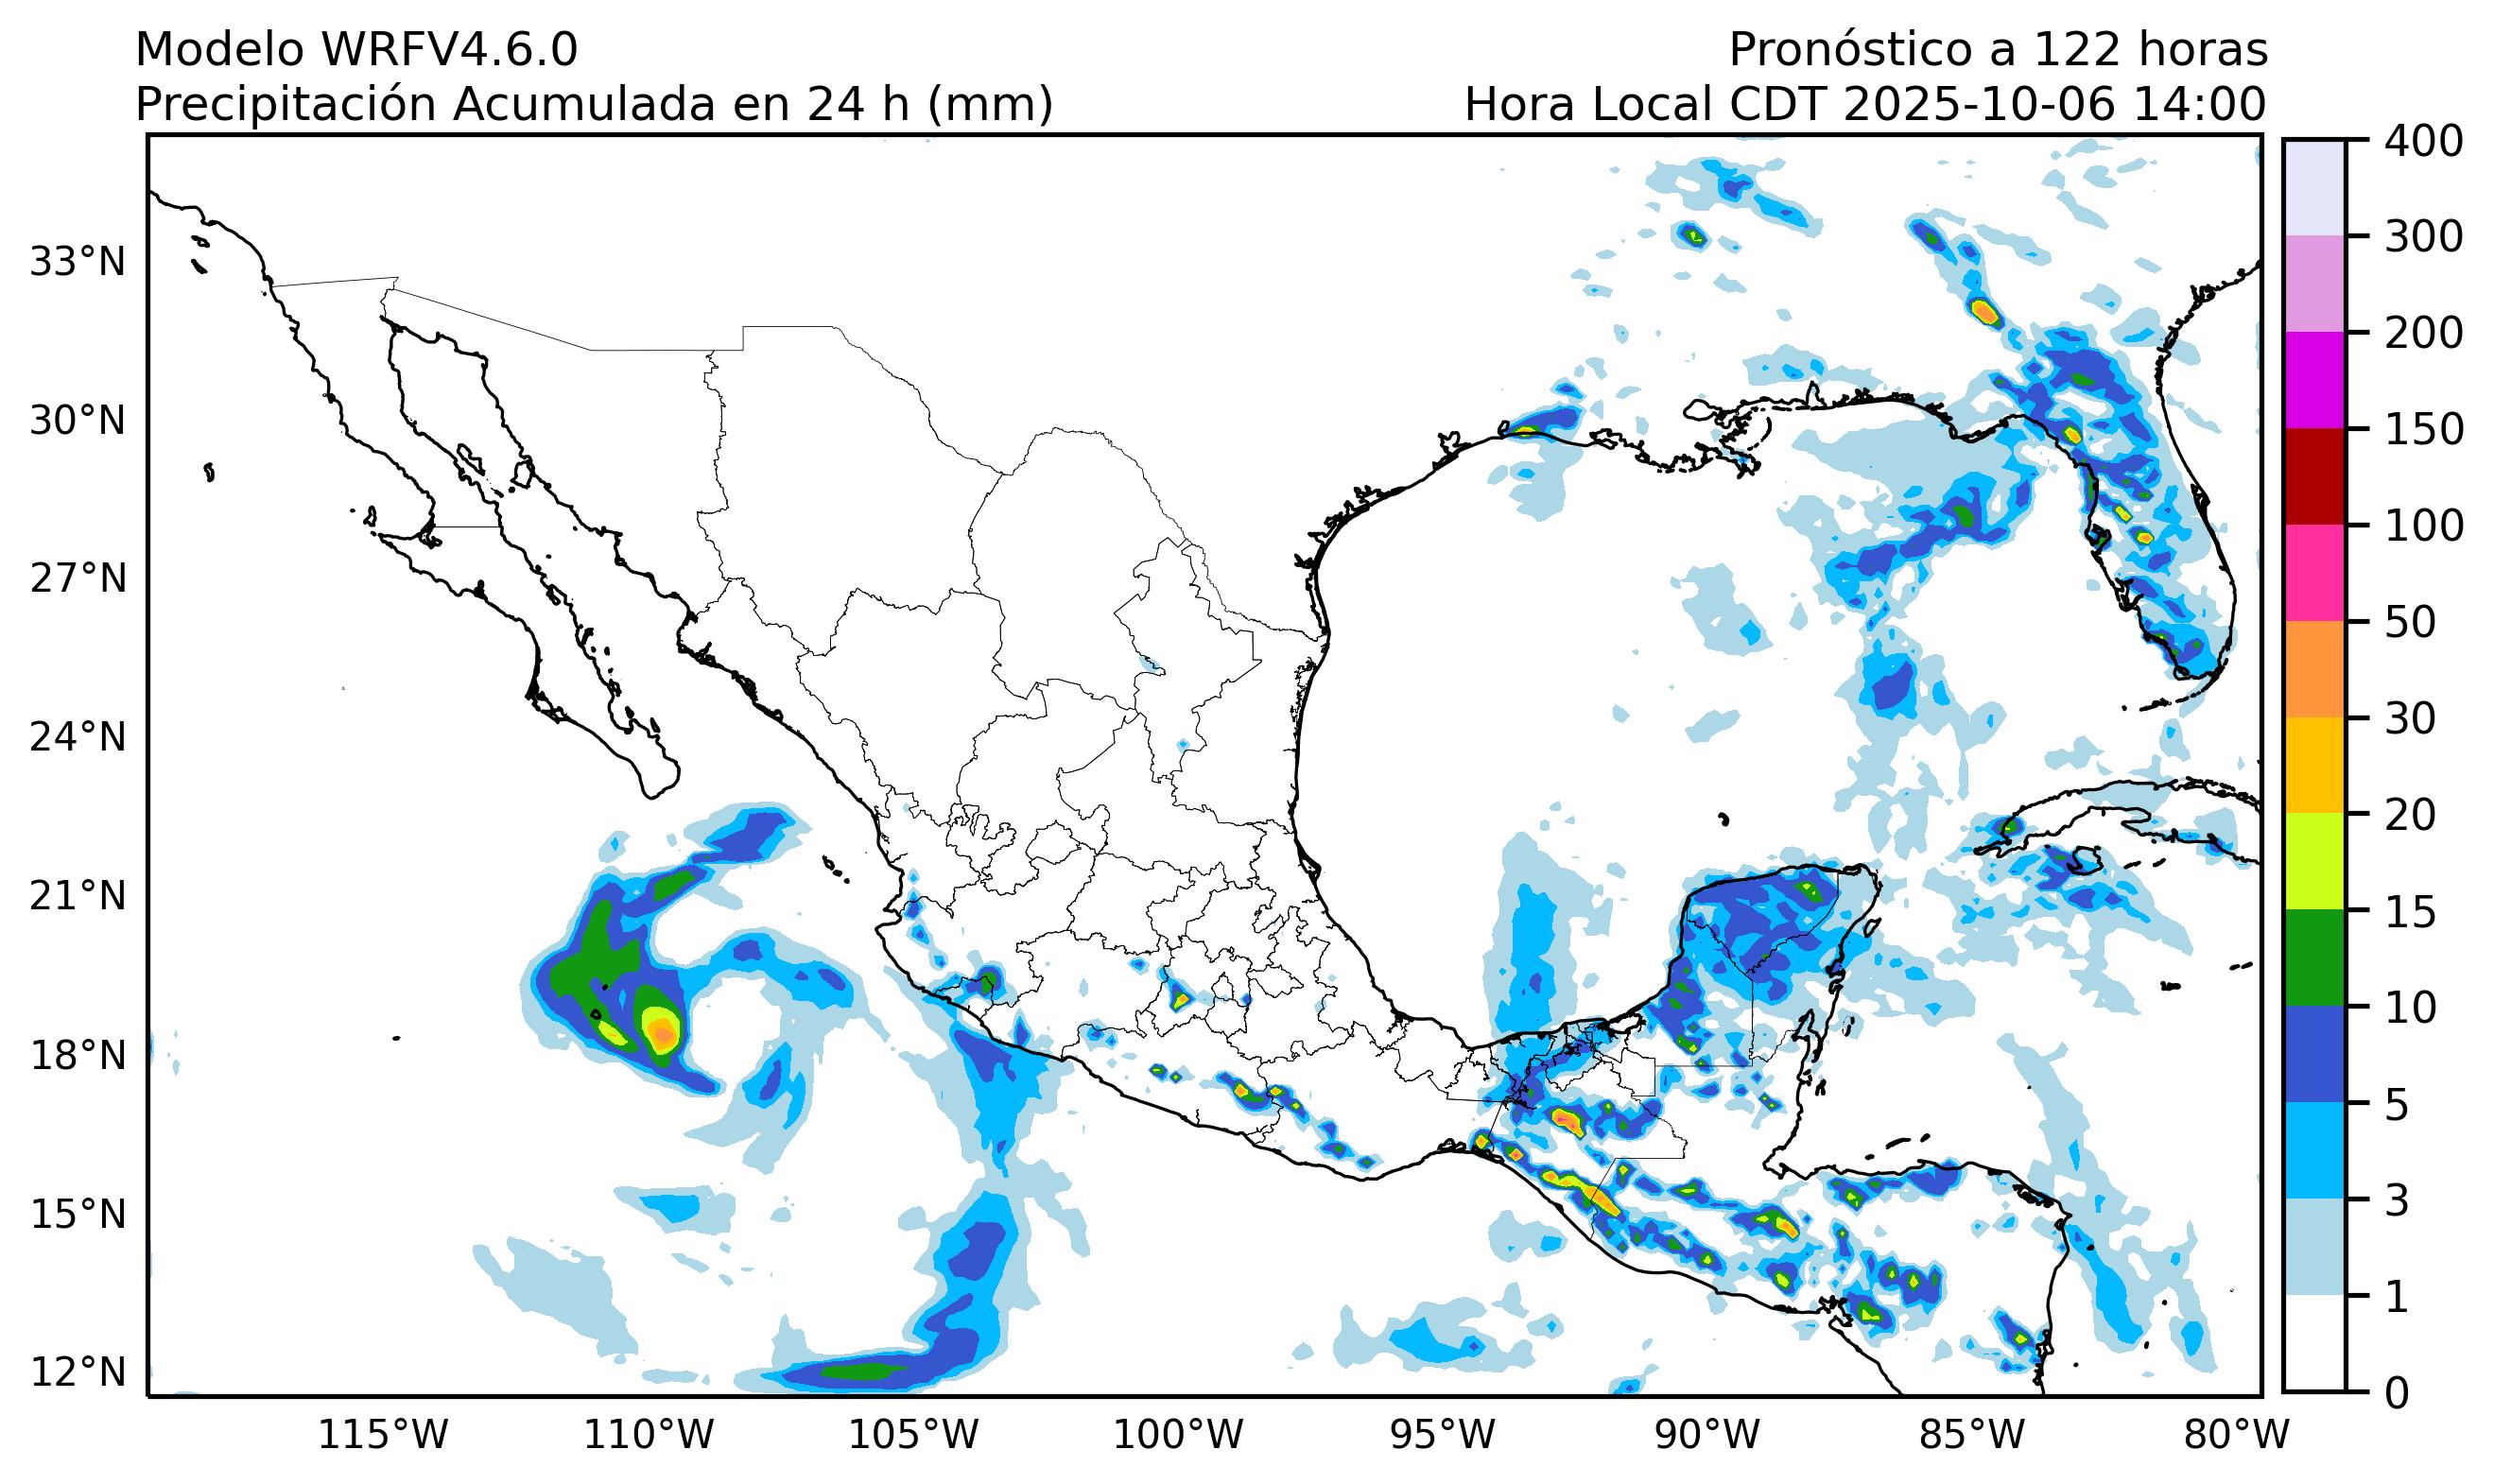 Modelo WRFV4.6.0
Pronóstico a 122 horas
Precipitación Acumulada en 24 h (mm)
Hora Local CDT 2025-10-06 14:00
400
300
200
150
100
50
30
20
15
10
5
3
1
0
33°N
30°N
27°N
24°N
21°N
18°N
15°N
12°N
115°W
110°W
105°W
100°W
95°W
90°W
85°W
80°W